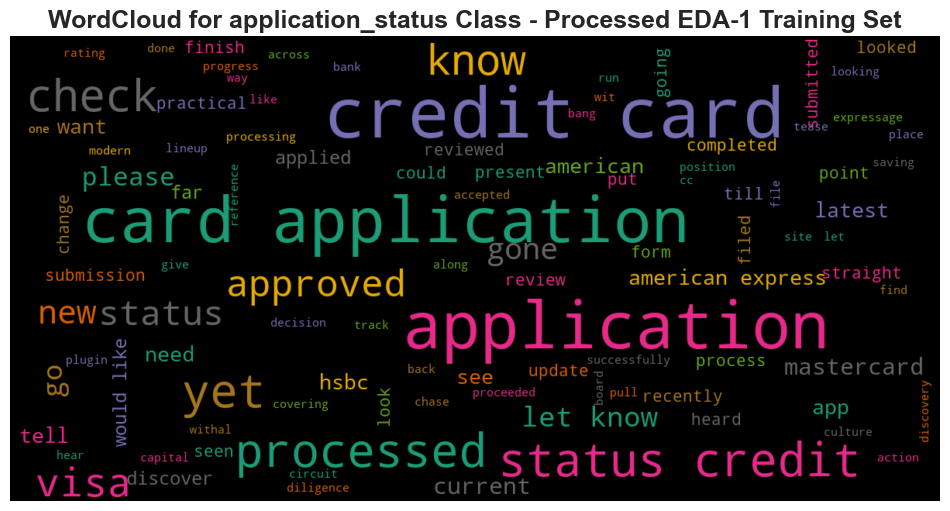 WordCloud for application_status Class - Processed EDA-1 Training Set
rating done finish across know going submitted looked
progress bank looking
check practical way like credit card run wit bang tease expressage place
one want processing completed
modern lineup applied reviewed american position cc saving
please far reference could present put till file point
accepted
change card application latest
gone filed site let
submission give along form
approved review american express straight find
new status decision track application
go plugin would like need back successfully process mastercard
yet hsbc see update board pull recently
chase proceeded
covering look let know heard app discovery
tell withal culture
hear capital seen processed status credit action
visa discover circuit diligence current